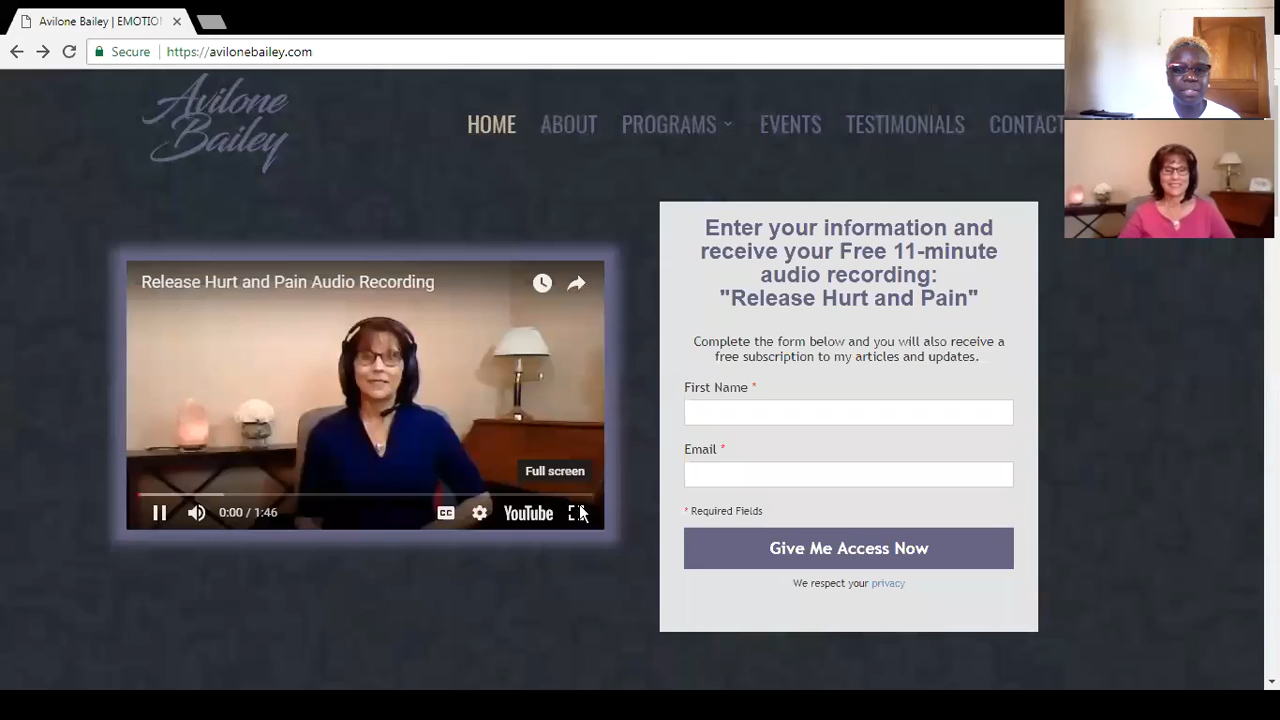 Avilone Bailey | EMOTION
Secure
https://avilonebailey.com
Avilone
Bailey
HOME
ABOUT
PROGRAMS
EVENTS
TESTIMONIALS
CONTACT
Release Hurt and Pain Audio Recording
Full screen
0:00 / 1:46
CC
YouTube
Enter your information and
receive your Free 11-minute
audio recording:
"Release Hurt and Pain"
Complete the form below and you will also receive a
free subscription to my articles and updates.
First Name *
Email *
* Required Fields
Give Me Access Now
We respect your privacy